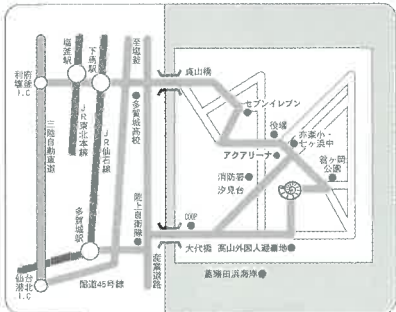 利府
塩釜
I.C
塩釜駅
下馬駅
至塩釜
貞山橋
セブンイレブン
役場
亦楽小・
七ヶ浜中
アクアリーナ
君ヶ岡
公園
消防署
汐見台
三陸自動車道
JR東北本線
JR仙石線
多賀城高校
陸上自衛隊
多賀城駅
COOP
大代橋
高山外国人避暑地
菖蒲田浜海岸
産業道路
国道45号線
仙台
港北
I.C